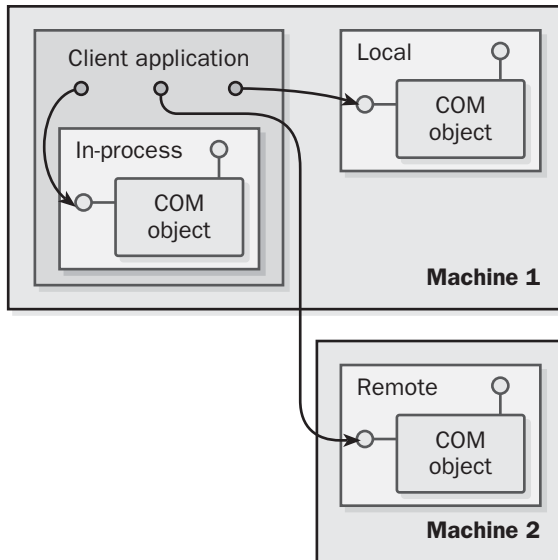 Client application
Local
COM
object
In-process
COM
object
Machine 1
Remote
COM
object
Machine 2